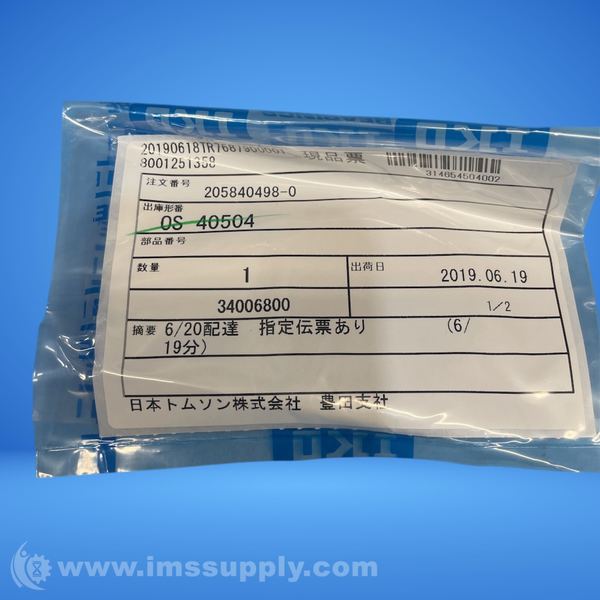 IKO
現品票
8001251358
314654504002
注文番号 205840498-0
出庫形番
OS 40504
部品番号
数量 1 出荷日 2019.06.19
34006800 1/2
摘要 6/20配達 指定伝票あり (6/
19分)
日本トムソン株式会社 豊田支社
IKO
www.imssupply.com